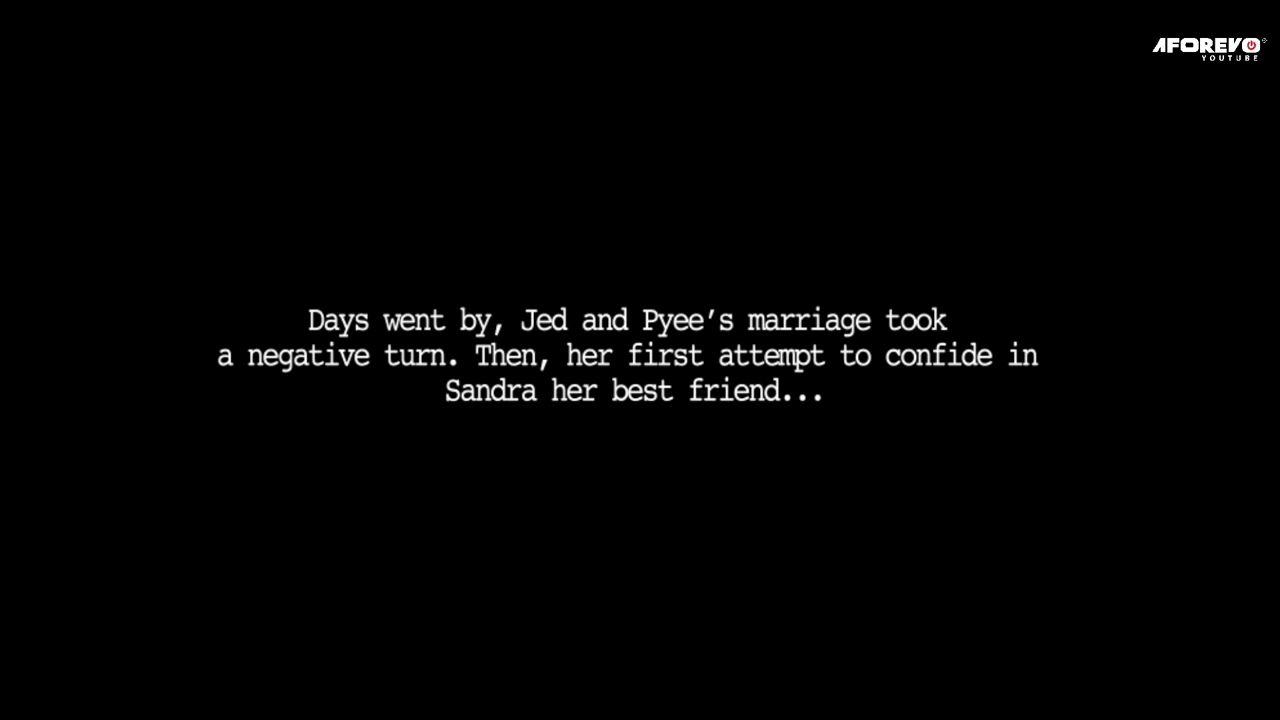 AFOREVO
YOUTUBE
Days went by, Jed and Pyee's marriage took
a negative turn. Then, her first attempt to confide in
Sandra her best friend...